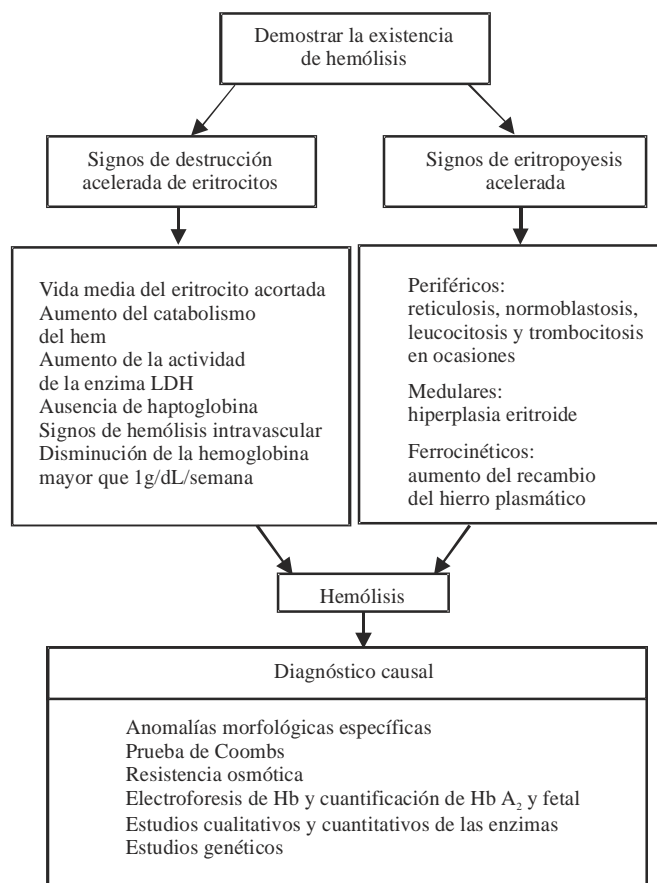 Demostrar la existencia
de hemólisis
Signos de destrucción
acelerada de eritrocitos
Signos de eritropoyesis
acelerada
Vida media del eritrocito acortada
Aumento del catabolismo
del hem
Aumento de la actividad
de la enzima LDH
Ausencia de haptoglobina
Signos de hemólisis intravascular
Disminución de la hemoglobina
mayor que 1g/dL/semana
Periféricos:
reticulosis, normoblastosis,
leucocitosis y trombocitosis
en ocasiones
Medulares:
hiperplasia eritroide
Ferrocinéticos:
aumento del recambio
del hierro plasmático
Hemólisis
Diagnóstico causal
Anomalías morfológicas específicas
Prueba de Coombs
Resistencia osmótica
Electroforesis de Hb y cuantificación de Hb A₂ y fetal
Estudios cualitativos y cuantitativos de las enzimas
Estudios genéticos